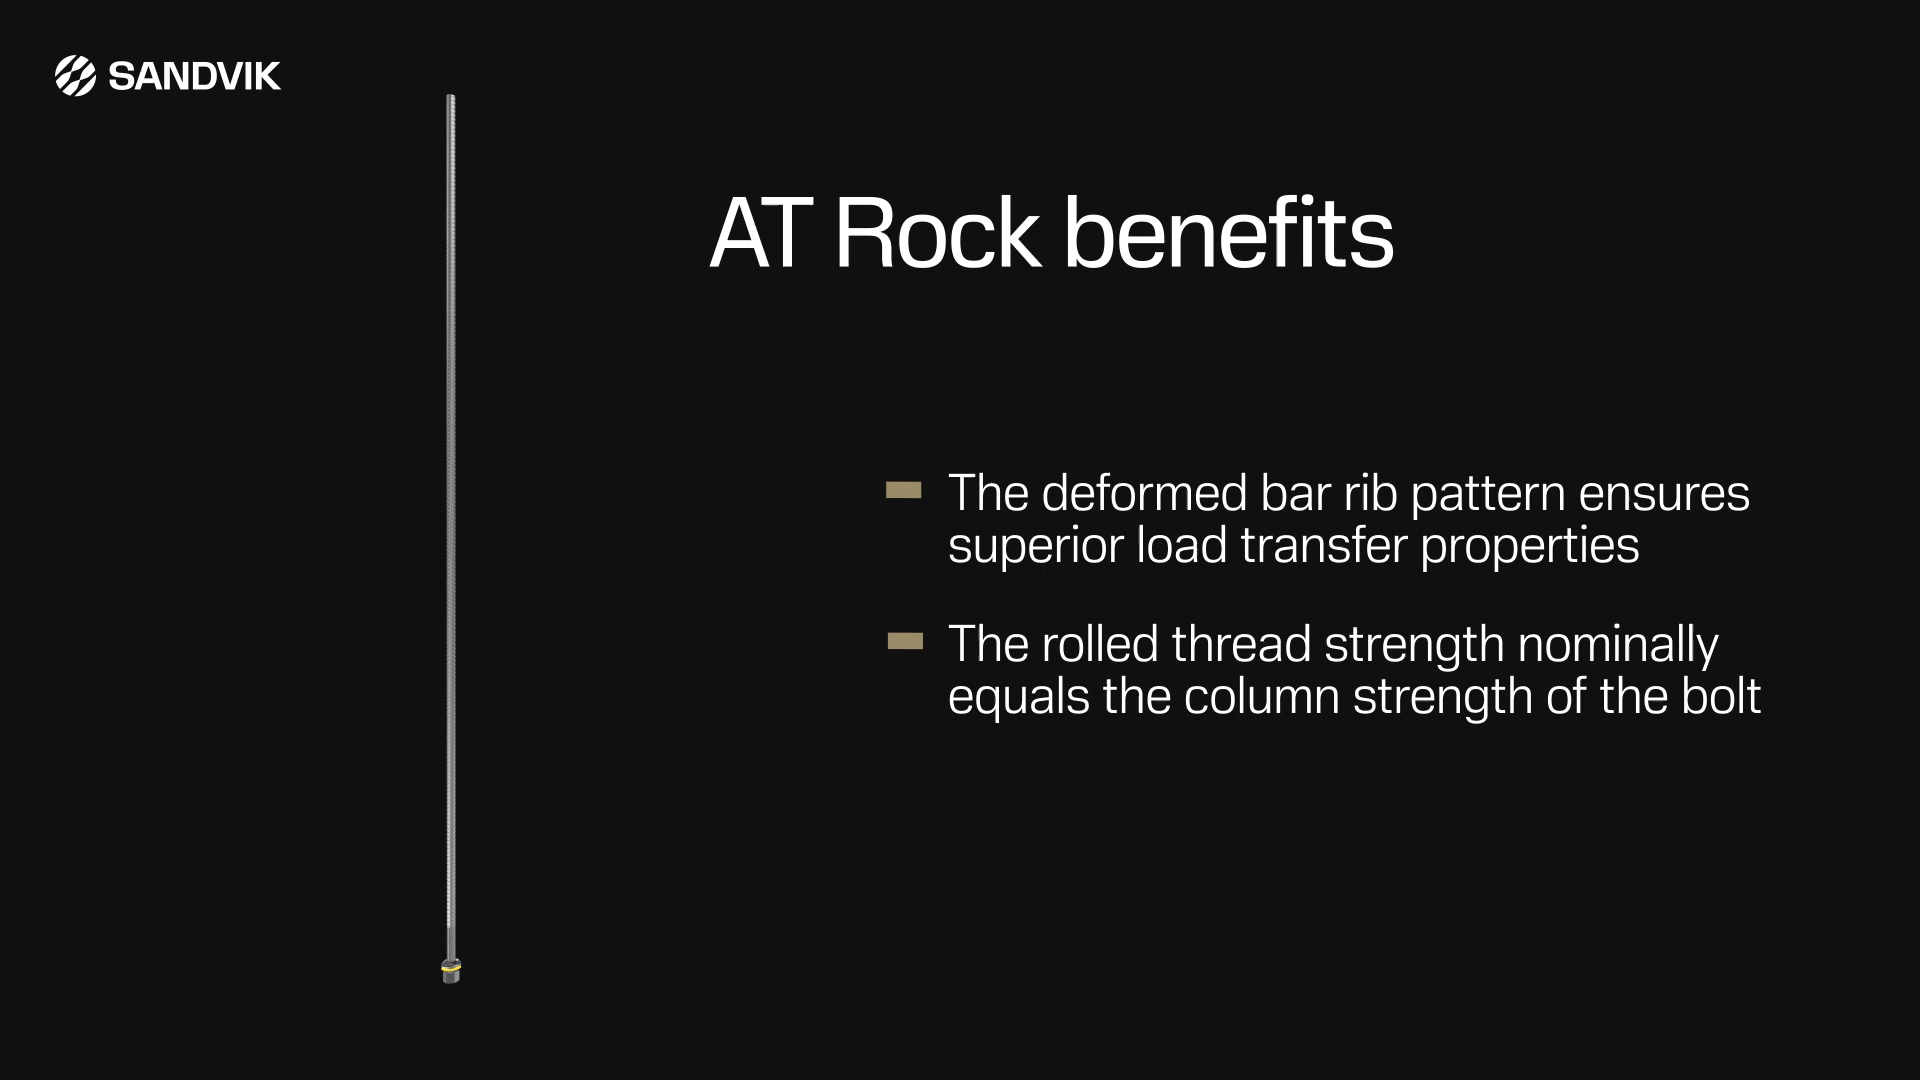 SANDVIK
AT Rock benefits
The deformed bar rib pattern ensures
superior load transfer properties
The rolled thread strength nominally
equals the column strength of the bolt